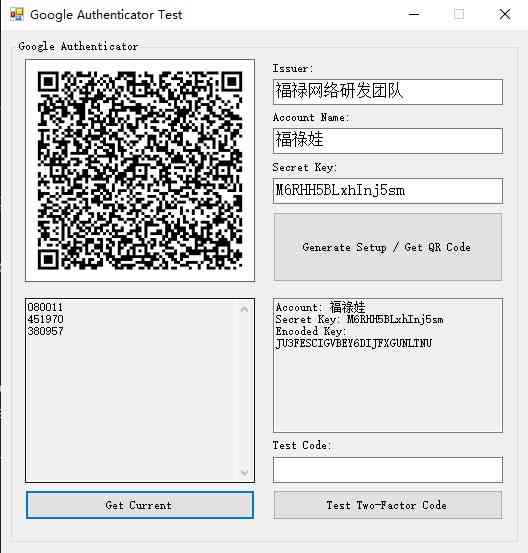 Google Authenticator Test
Google Authenticator
Issuer:
福禄网络研发团队
Account Name:
福祿娃
Secret Key:
M6RHH5BLxhInj5sm
Generate Setup / Get QR Code
080011
451970
380957
Account: 福祿娃
Secret Key: M6RHH5BLxhInj5sm
Encoded Key:
JU3FESCIGVBEY6DIJFXGUNLTNU
Test Code:
Get Current
Test Two-Factor Code